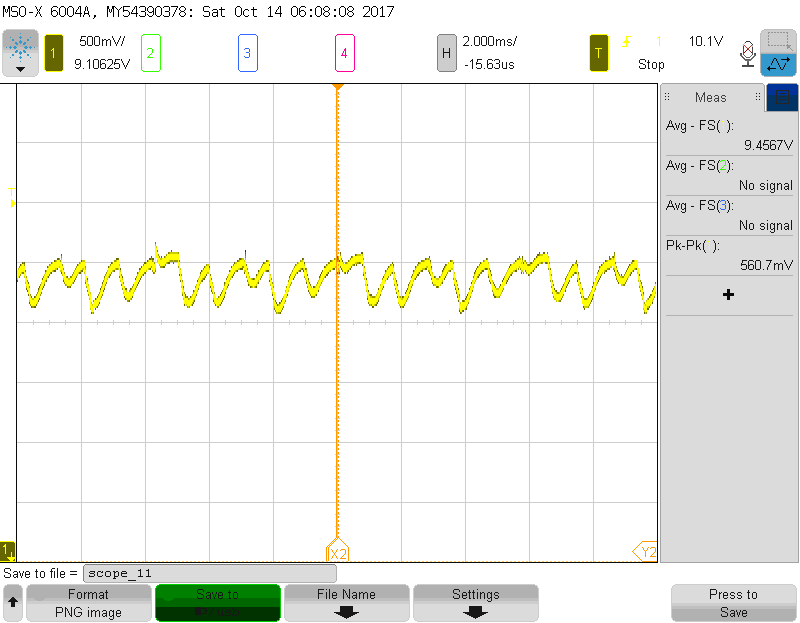 MSO-X 6004A, MY54390378: Sat Oct 14 06:08:08 2017
1 500mV/ 2 3 4 H 2.000ms/ T 1 10.1V
9.10625V -15.63us Stop
Meas
Avg - FS( ):
9.4567V
Avg - FS(2):
No signal
Avg - FS(3):
No signal
Pk-Pk( ):
560.7mV
+
T
1
X2
Y2
Save to file = scope_11
Format Save to File Name Settings Press to
PNG image Save